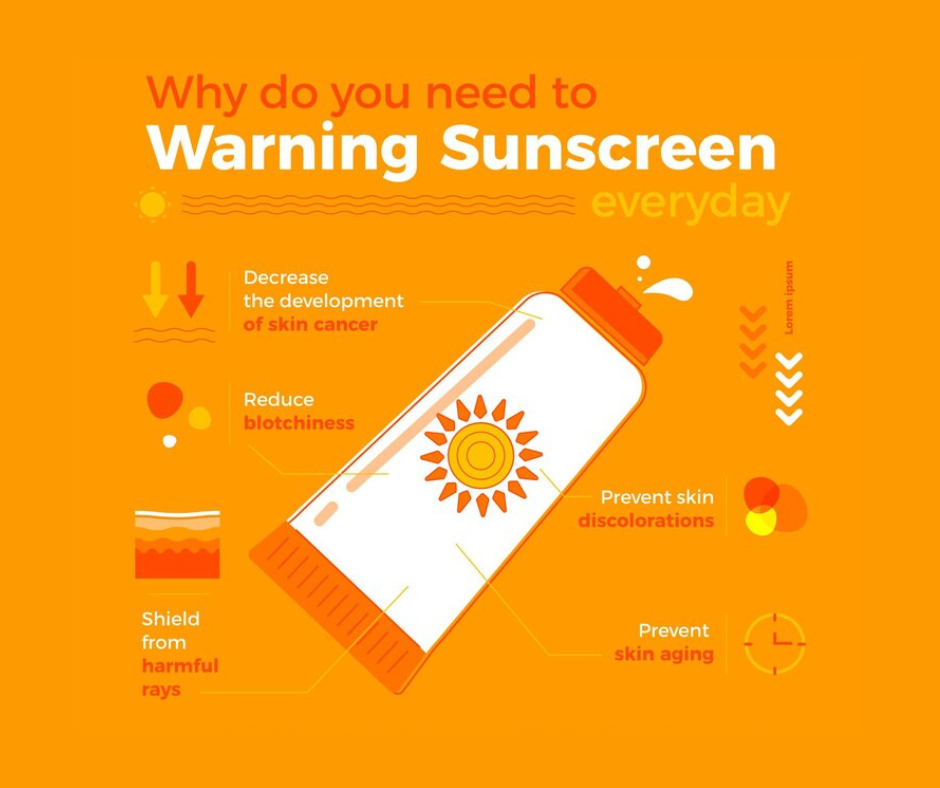 Why do you need to
Warning Sunscreen
everyday
Decrease
the development
of skin cancer
Lorem ipsum
Reduce
blotchiness
Prevent skin
discolorations
Shield
from
harmful
rays
Prevent
skin aging